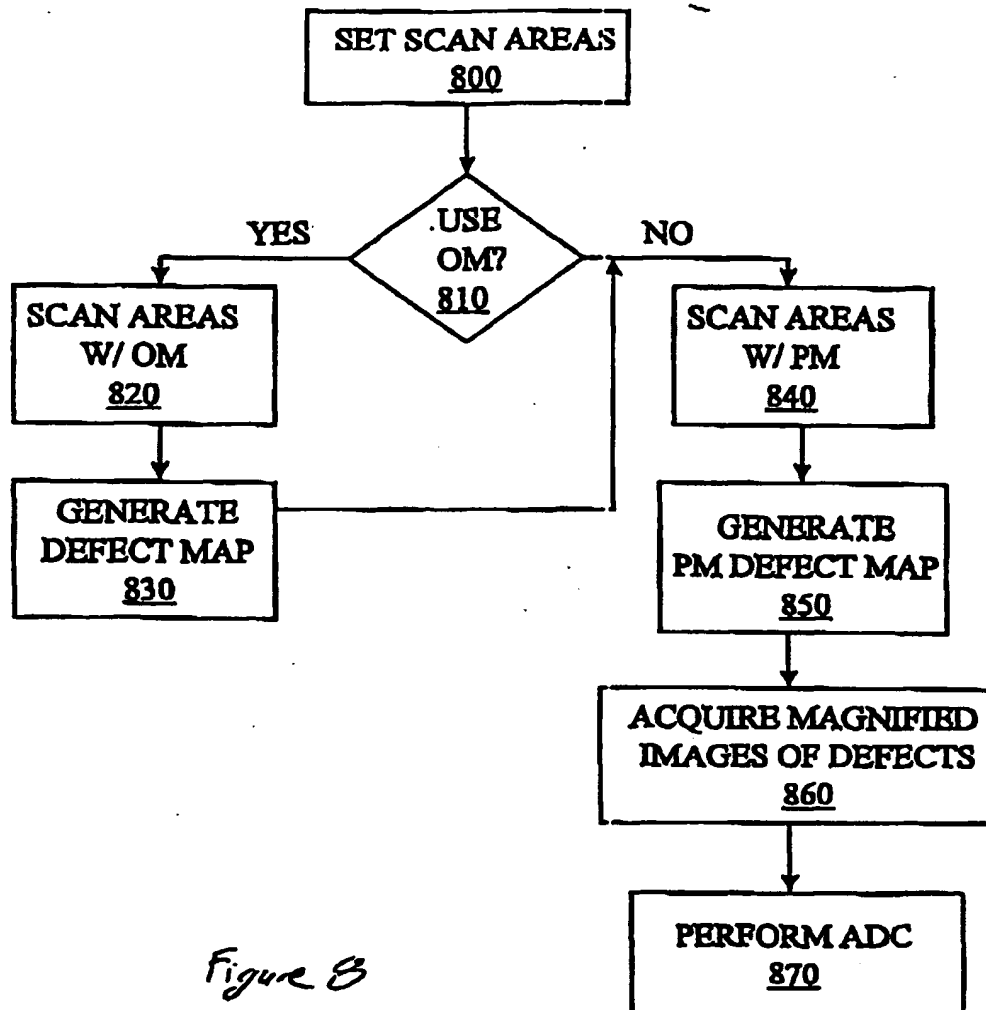 SET SCAN AREAS
800
USE
OM?
810
YES
NO
SCAN AREAS
W/ OM
820
SCAN AREAS
W/ PM
840
GENERATE
DEFECT MAP
830
GENERATE
PM DEFECT MAP
850
ACQUIRE MAGNIFIED
IMAGES OF DEFECTS
860
PERFORM ADC
870
Figure 8